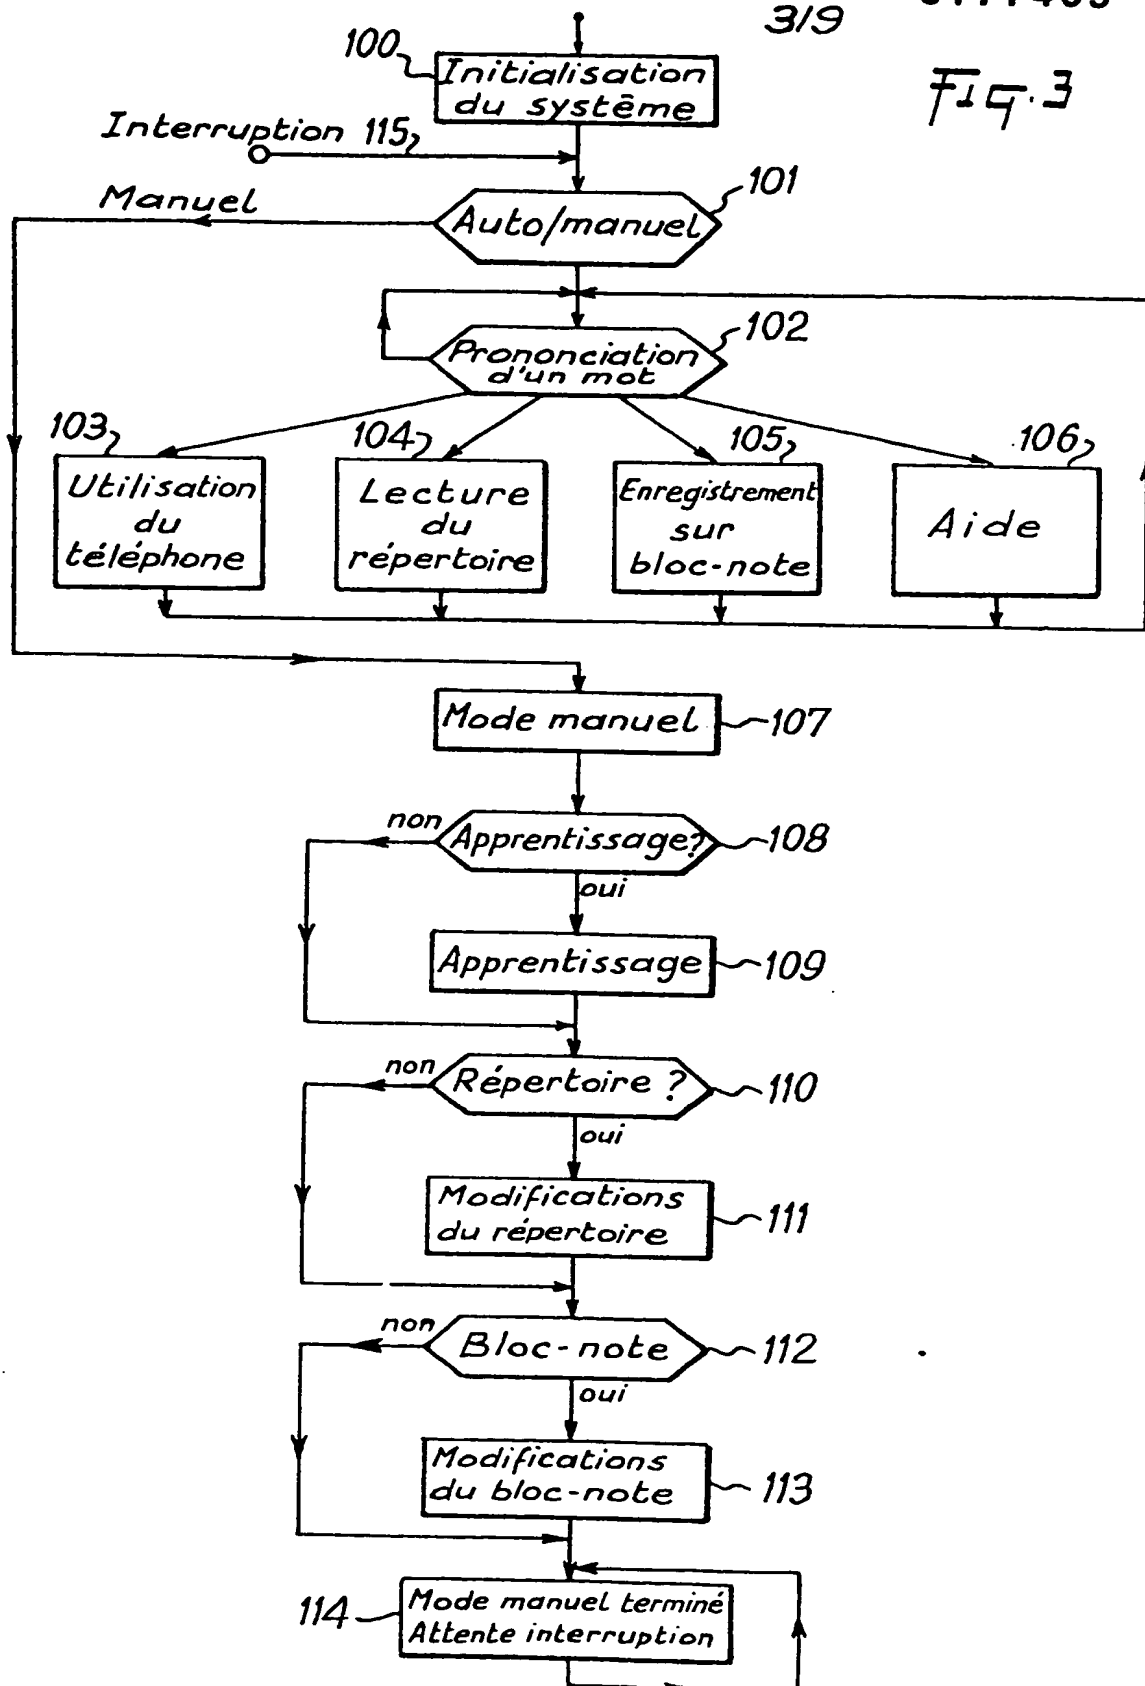 3/9
Fig. 3
100
Initialisation
du système
Interruption 115
Manuel
101
Auto/manuel
102
Prononciation
d'un mot
103
Utilisation
du
téléphone
104
Lecture
du
répertoire
105
Enregistrement
sur
bloc-note
106
Aide
Mode manuel
107
non
Apprentissage?
108
oui
Apprentissage
109
non
Répertoire ?
110
oui
Modifications
du répertoire
111
non
Bloc-note
112
oui
Modifications
du bloc-note
113
114
Mode manuel terminé
Attente interruption